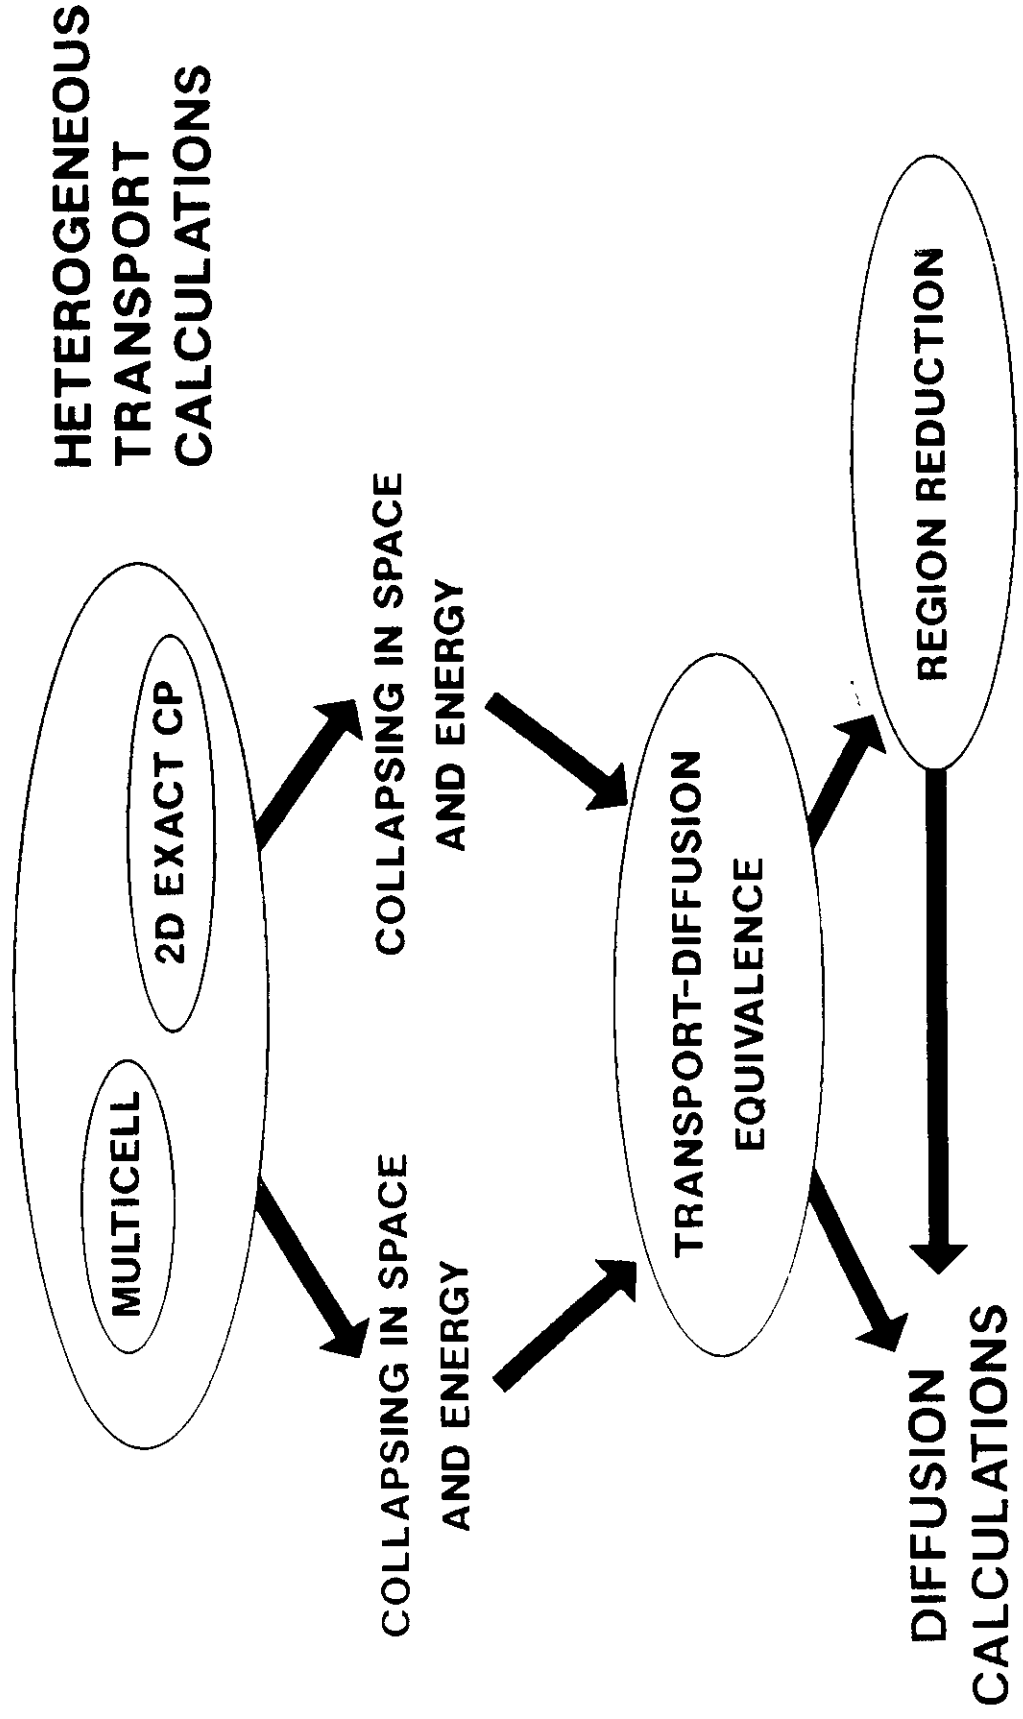 HETEROGENEOUS
TRANSPORT
CALCULATIONS
MULTICELL
2D EXACT CP
COLLAPSING IN SPACE
AND ENERGY
COLLAPSING IN SPACE
AND ENERGY
TRANSPORT-DIFFUSION
EQUIVALENCE
REGION REDUCTION
DIFFUSION
CALCULATIONS